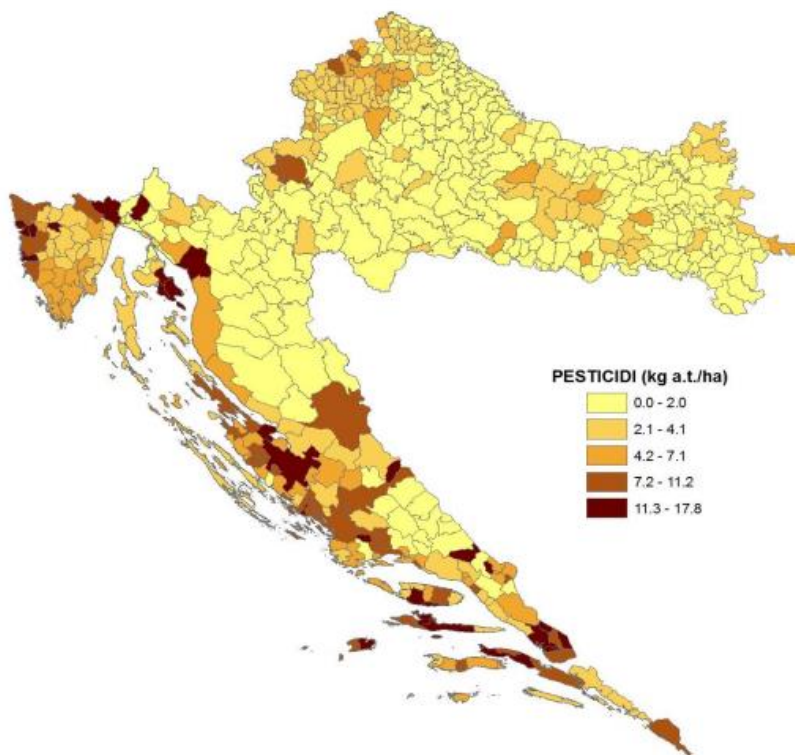 PESTICIDI (kg a.t./ha)
0.0 - 2.0
2.1 - 4.1
4.2 - 7.1
7.2 - 11.2
11.3 - 17.8